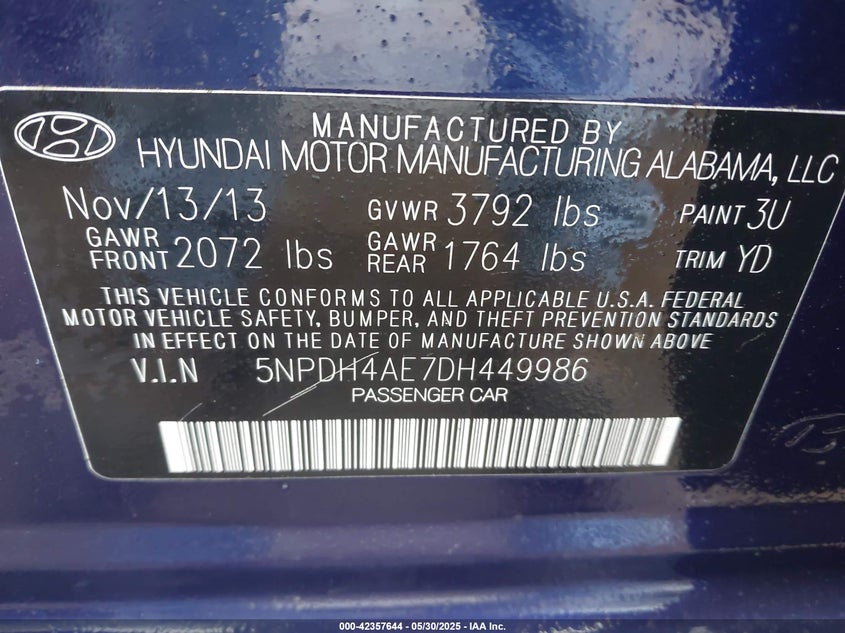 MANUFACTURED BY
HYUNDAI MOTOR MANUFACTURING ALABAMA, LLC
Nov/13/13 GVWR 3792 lbs PAINT 3U
GAWR FRONT 2072 lbs GAWR REAR 1764 lbs TRIM YD
THIS VEHICLE CONFORMS TO ALL APPLICABLE U.S.A. FEDERAL
MOTOR VEHICLE SAFETY, BUMPER, AND THEFT PREVENTION STANDARDS
IN EFFECT ON THE DATE OF MANUFACTURE SHOWN ABOVE
V.I.N 5NPDH4AE7DH449986
PASSENGER CAR
000-42357644 — 05/30/2025 — IAA Inc.